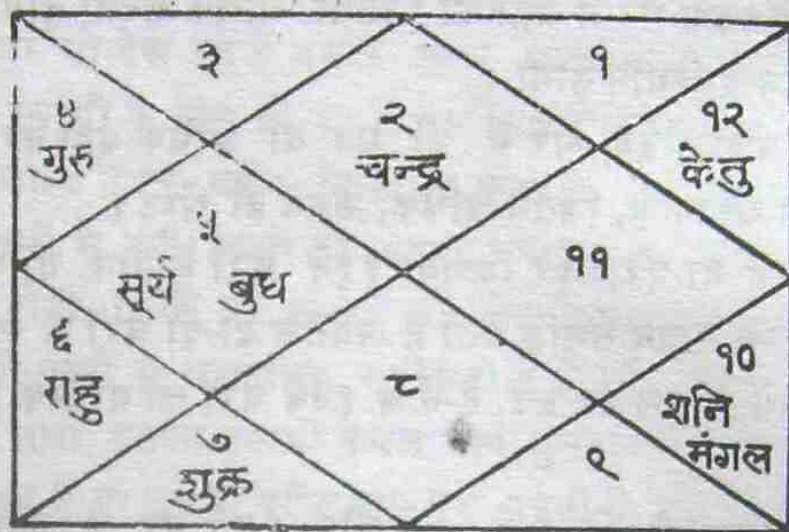 ३
१
४
गुरु
२
चन्द्र
१२
केतु
५
सूर्य बुध
११
६
राहु
८
१०
शनि
मंगल
७
शुक्र
९